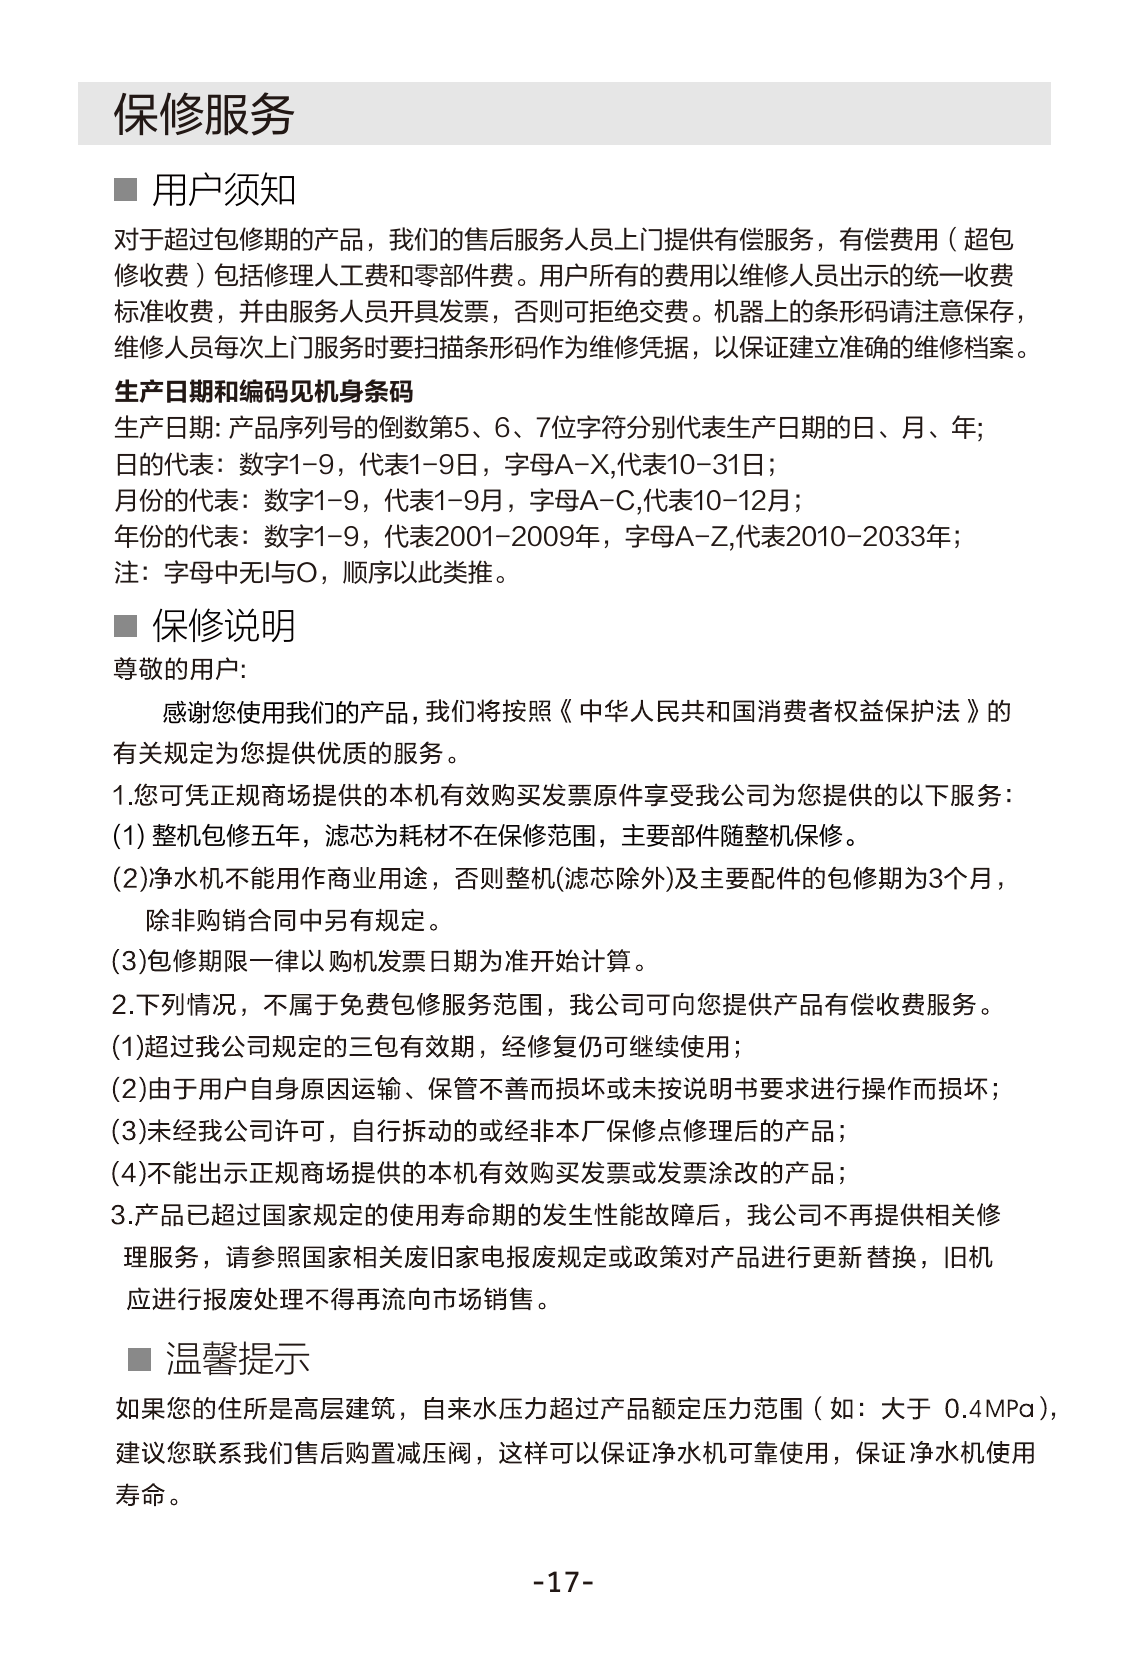 保修服务
■ 用户须知
对于超过包修期的产品，我们的售后服务人员上门提供有偿服务，有偿费用（超包
修收费）包括修理人工费和零部件费。用户所有的费用以维修人员出示的统一收费
标准收费，并由服务人员开具发票，否则可拒绝交费。机器上的条形码请注意保存，
维修人员每次上门服务时要扫描条形码作为维修凭据，以保证建立准确的维修档案。
生产日期和编码见机身条码
生产日期: 产品序列号的倒数第5、6、7位字符分别代表生产日期的日、月、年;
日的代表：数字1-9，代表1-9日，字母A-X,代表10-31日；
月份的代表：数字1-9，代表1-9月，字母A-C,代表10-12月；
年份的代表：数字1-9，代表2001-2009年，字母A-Z,代表2010-2033年；
注：字母中无I与O，顺序以此类推。
■ 保修说明
尊敬的用户:
感谢您使用我们的产品，我们将按照《中华人民共和国消费者权益保护法》的
有关规定为您提供优质的服务。
1.您可凭正规商场提供的本机有效购买发票原件享受我公司为您提供的以下服务：
(1) 整机包修五年，滤芯为耗材不在保修范围，主要部件随整机保修。
(2)净水机不能用作商业用途，否则整机(滤芯除外)及主要配件的包修期为3个月，
除非购销合同中另有规定。
(3)包修期限一律以购机发票日期为准开始计算。
2.下列情况，不属于免费包修服务范围，我公司可向您提供产品有偿收费服务。
(1)超过我公司规定的三包有效期，经修复仍可继续使用；
(2)由于用户自身原因运输、保管不善而损坏或未按说明书要求进行操作而损坏；
(3)未经我公司许可，自行拆动的或经非本厂保修点修理后的产品；
(4)不能出示正规商场提供的本机有效购买发票或发票涂改的产品；
3.产品已超过国家规定的使用寿命期的发生性能故障后，我公司不再提供相关修
理服务，请参照国家相关废旧家电报废规定或政策对产品进行更新替换，旧机
应进行报废处理不得再流向市场销售。
■ 温馨提示
如果您的住所是高层建筑，自来水压力超过产品额定压力范围（如：大于 0.4MPa），
建议您联系我们售后购置减压阀，这样可以保证净水机可靠使用，保证净水机使用
寿命。
-17-